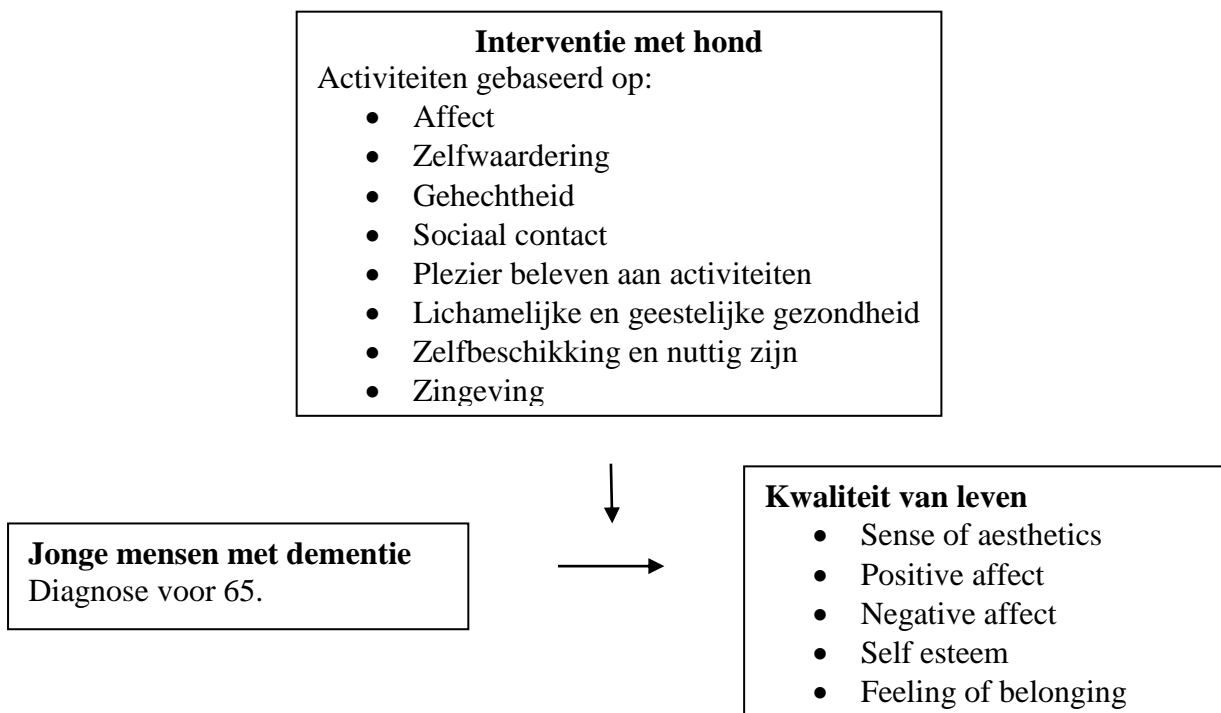 Interventie met hond
Activiteiten gebaseerd op:
• Affect
• Zelfwaardering
• Gehechtheid
• Sociaal contact
• Plezier beleven aan activiteiten
• Lichamelijke en geestelijke gezondheid
• Zelfbeschikking en nuttig zijn
• Zingeving
Jonge mensen met dementie
Diagnose voor 65.
Kwaliteit van leven
• Sense of aesthetics
• Positive affect
• Negative affect
• Self esteem
• Feeling of belonging